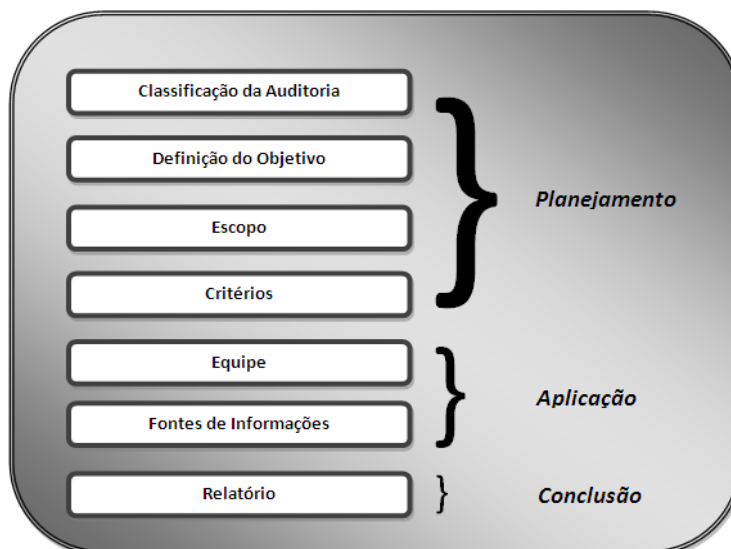 Classificação da Auditoria
Definição do Objetivo
Escopo
Critérios
Planejamento
Equipe
Fontes de Informações
Aplicação
Relatório
Conclusão